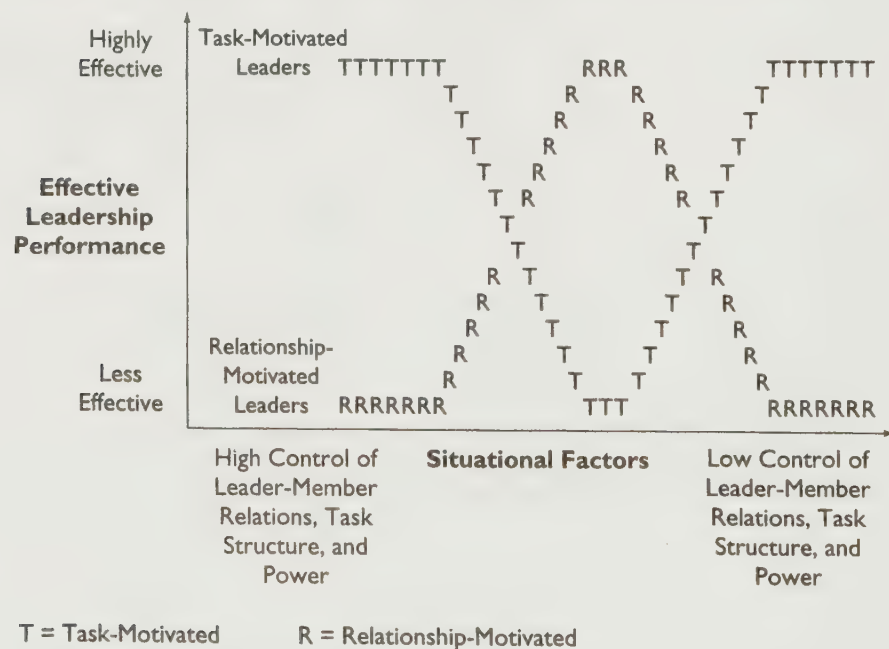 Highly
Effective
Task-Motivated
Leaders TTTTTTT RRR TTTTTTT
T R R T
T R R T
T R R T
T R R T
T R R T
T T
T T
R T T R
R T T R
R T T R
R T T R
R T T R
TTT
Effective
Leadership
Performance
Less
Effective
Relationship-
Motivated
Leaders RRRRRRR RRRRRRR
High Control of
Leader-Member
Relations, Task
Structure, and
Power
Situational Factors
Low Control of
Leader-Member
Relations, Task
Structure, and
Power
T = Task-Motivated R = Relationship-Motivated